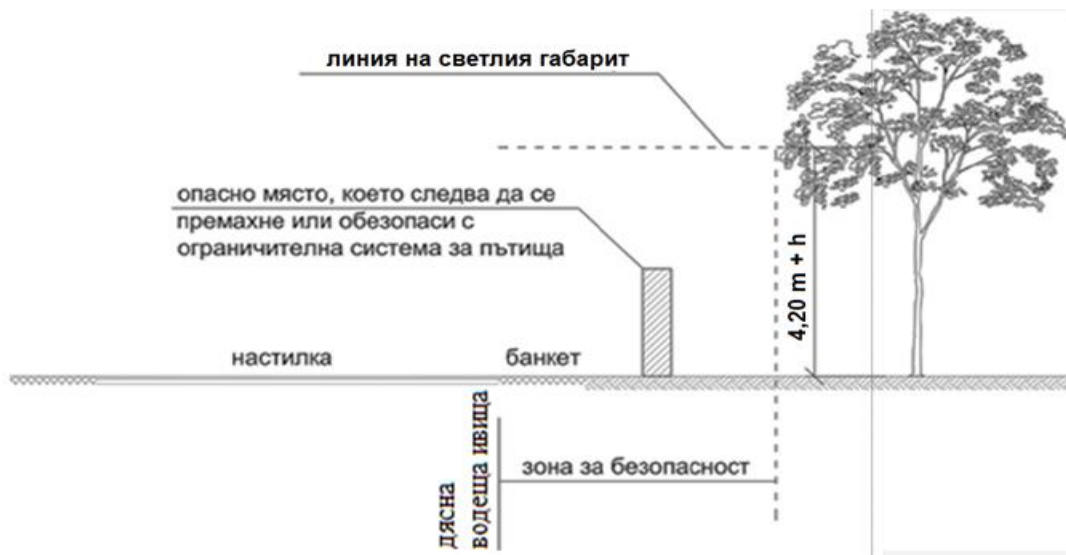 линия на светлия габарит
опасно място, което следва да се
премахне или обезопаси с
ограничителна система за пътища
4,20 m + h
настилка
банкет
дясна
водеща ивица
зона за безопасност